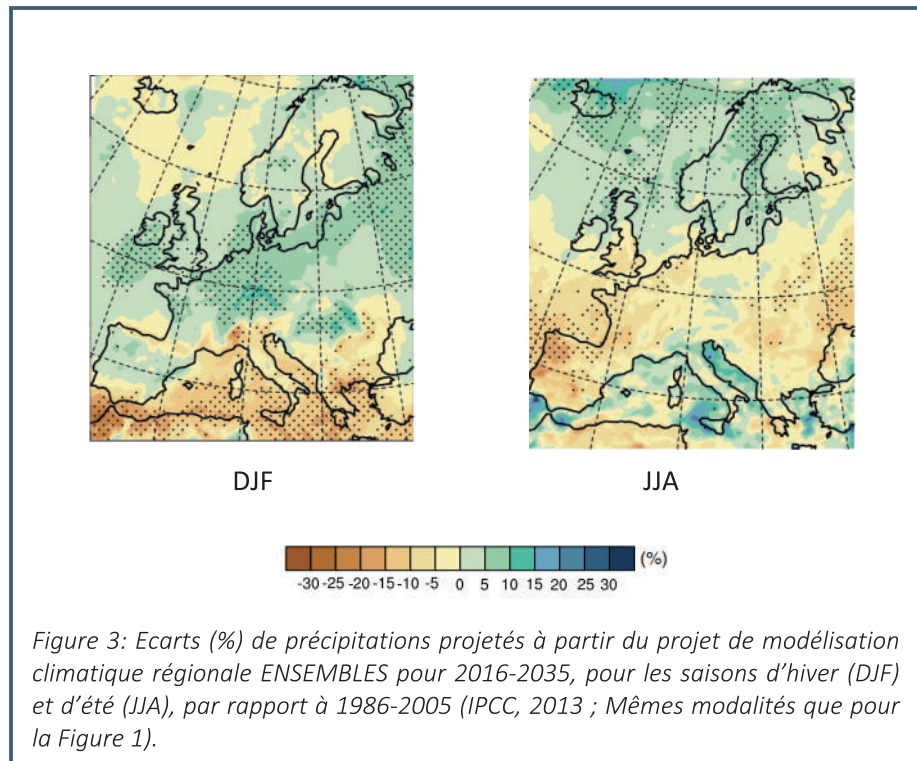 DJF
JJA
(%)
-30 -25 -20 -15 -10 -5 0 5 10 15 20 25 30
Figure 3: Ecarts (%) de précipitations projetés à partir du projet de modélisation
climatique régionale ENSEMBLES pour 2016-2035, pour les saisons d’hiver (DJF)
et d’été (JJA), par rapport à 1986-2005 (IPCC, 2013 ; Mêmes modalités que pour
la Figure 1).